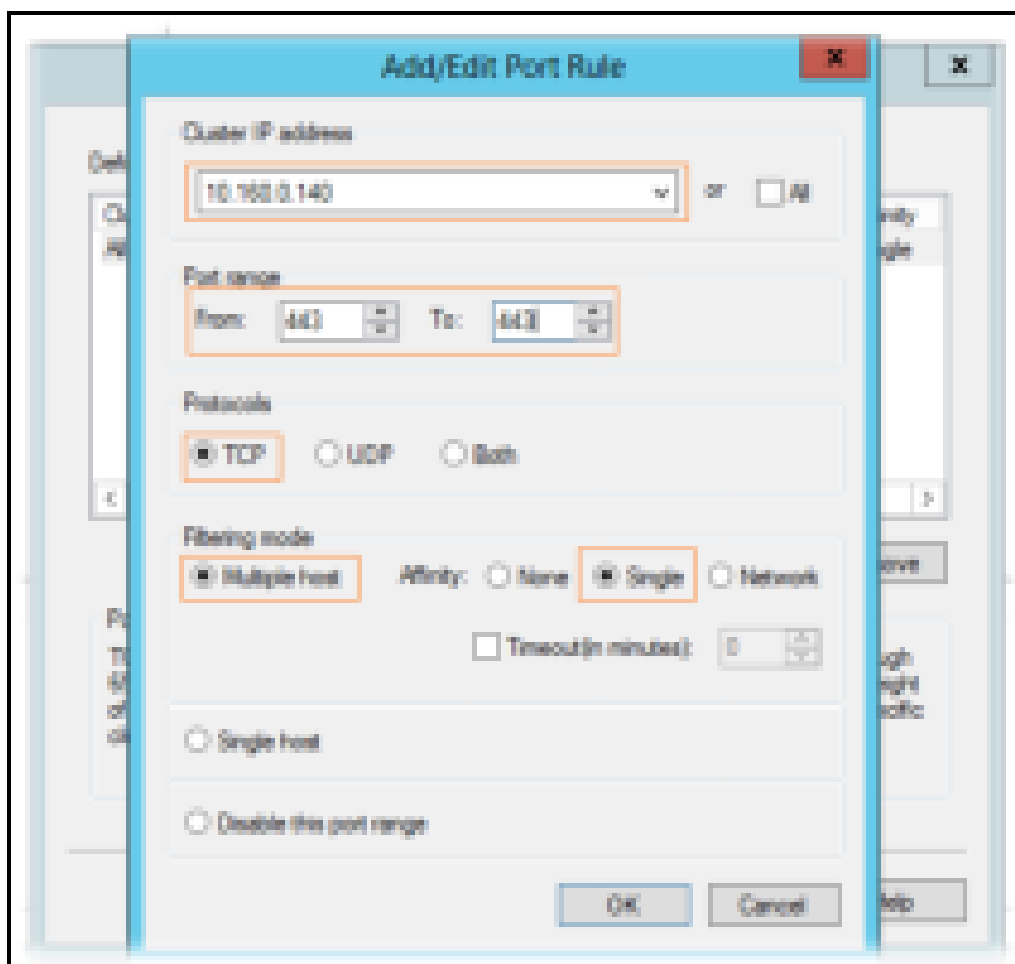 Add/Edit Port Rule
x
x
Cluster IP address
10.160.0.140
or
All
Port range
From: 443 To: 443
Protocols
TCP UDP Both
Filtering mode
Multiple host Affinity: None Single Network
Timeout(in minutes): 0
Single host
Disable this port range
OK Cancel